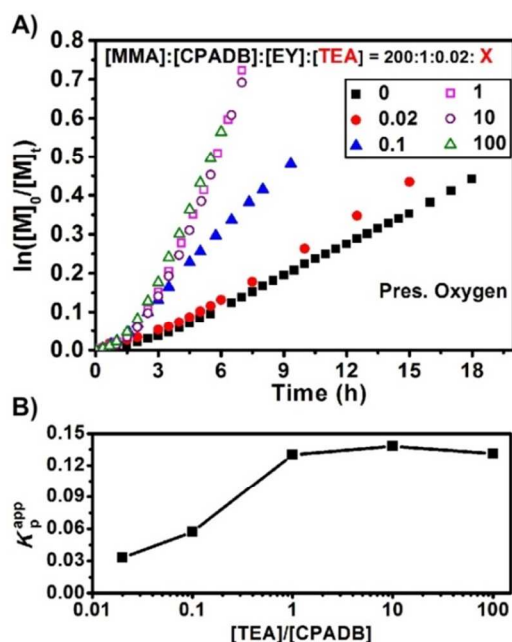 A)
[MMA]:[CPADB]:[EY]:[TEA] = 200:1:0.02: X
0 1
0.02 10
0.1 100
Pres. Oxygen
ln([M]0/[M]t)
0.8
0.7
0.6
0.5
0.4
0.3
0.2
0.1
0.0
0 3 6 9 12 15 18
Time (h)
B)
Kpapp
0.15
0.12
0.09
0.06
0.03
0.00
0.01 0.1 1 10 100
[TEA]/[CPADB]